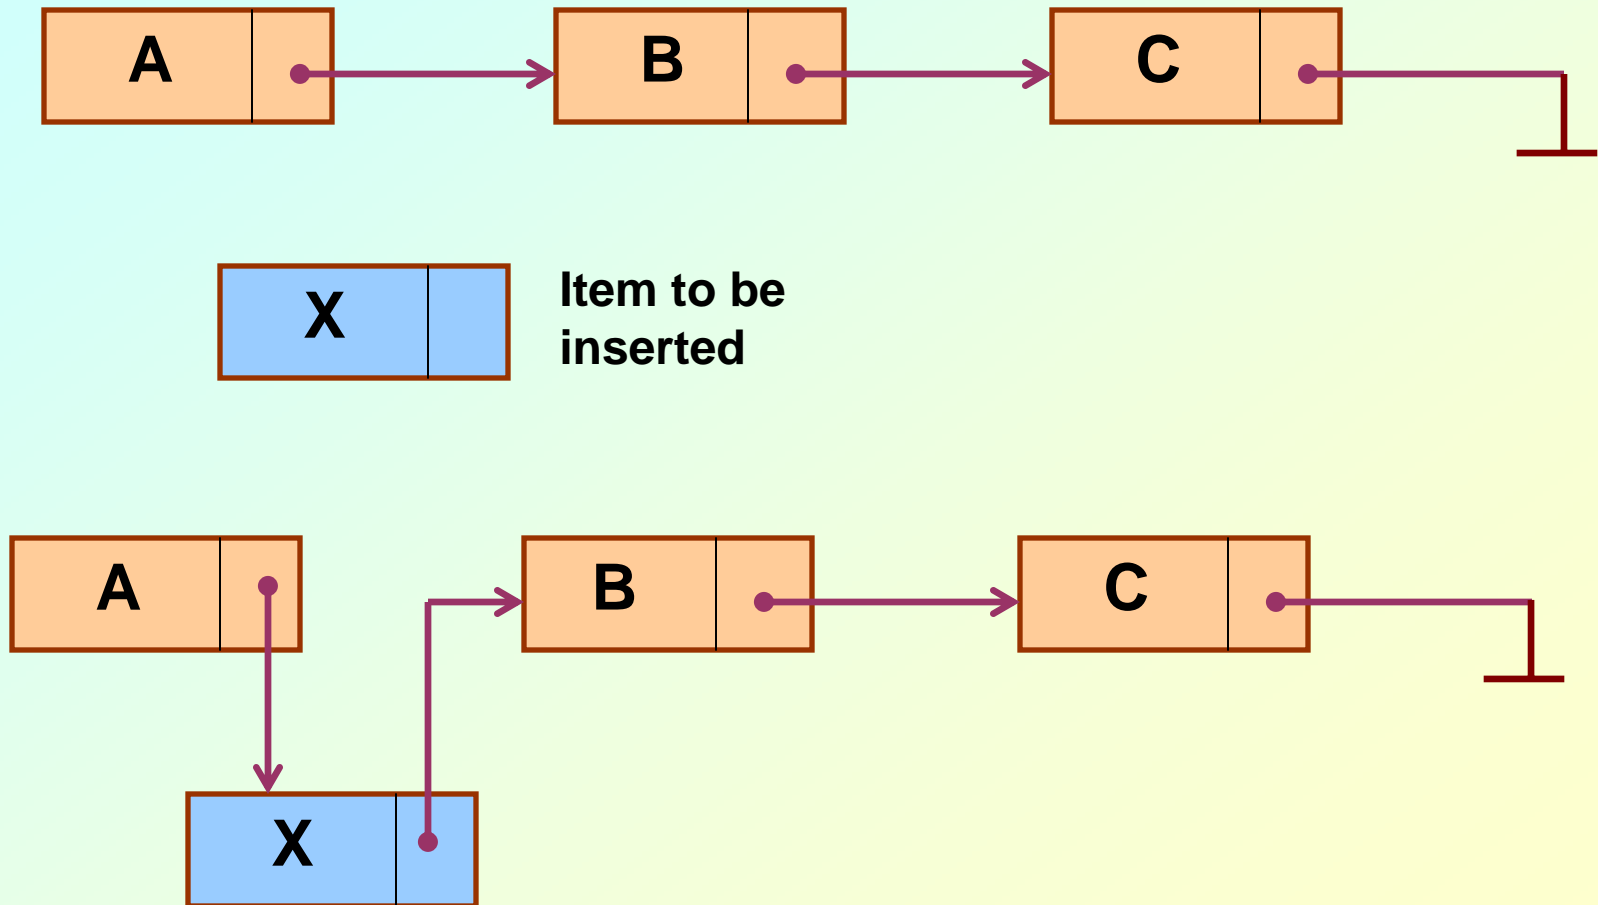 A B C
X
Item to be
inserted
A B C
X